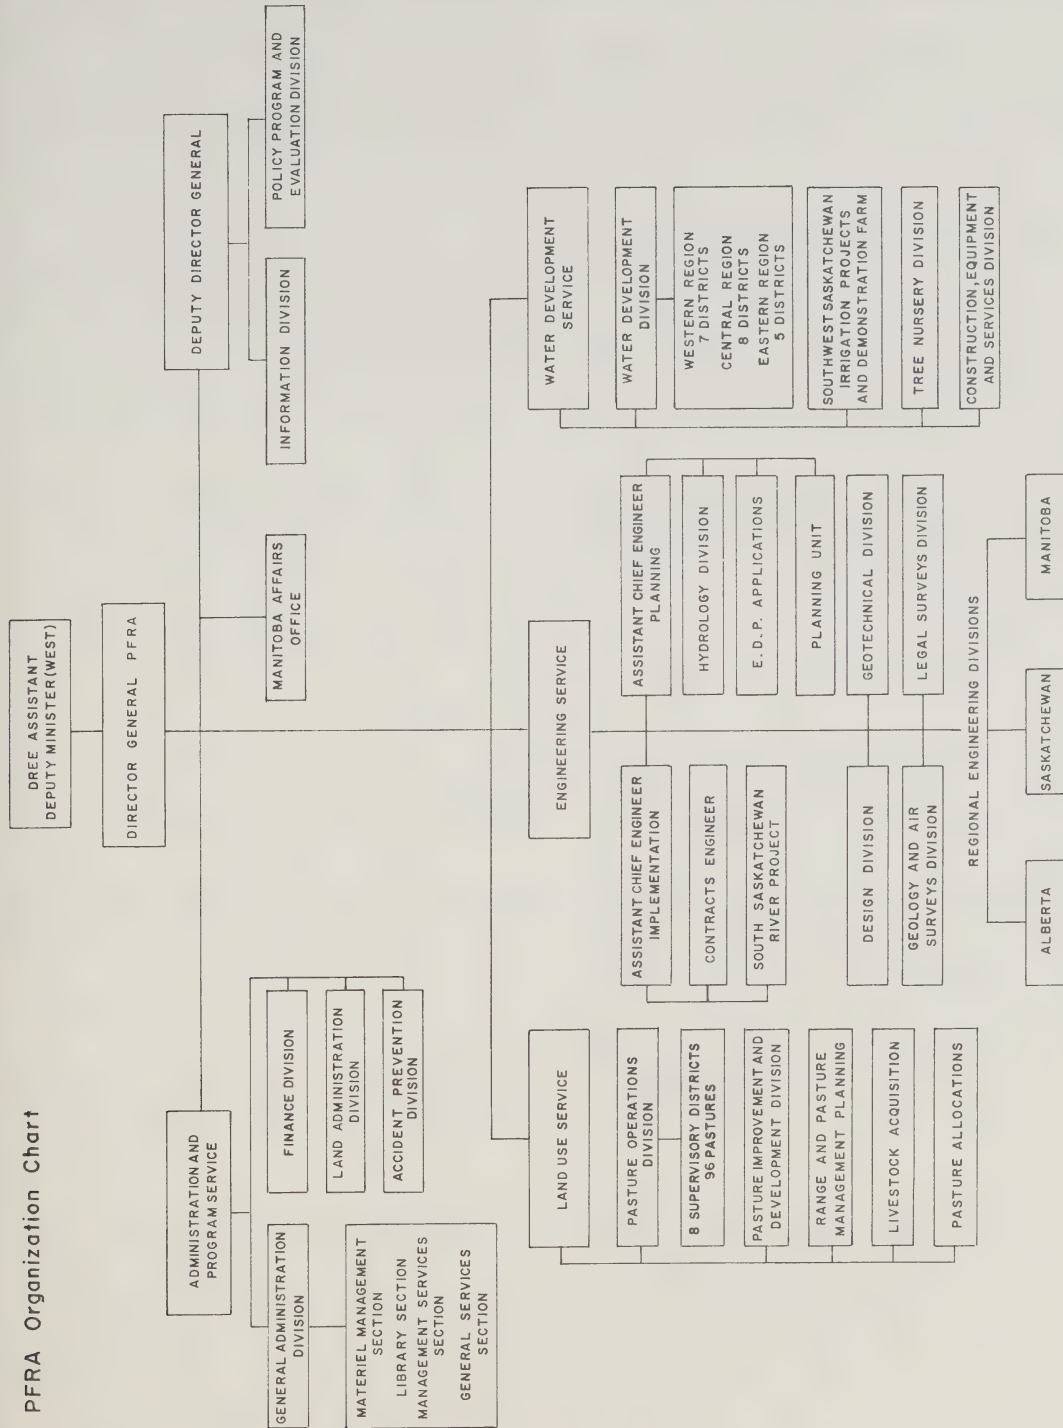 PFRA Organization Chart
DREE ASSISTANT
DEPUTY MINISTER (WEST)
DIRECTOR GENERAL PFRA
ADMINISTRATION AND
PROGRAM SERVICE
DEPUTY DIRECTOR GENERAL
GENERAL ADMINISTRATION
DIVISION
MATERIEL MANAGEMENT
SECTION
LIBRARY SECTION
MANAGEMENT SERVICES
SECTION
GENERAL SERVICES
SECTION
FINANCE DIVISION
LAND ADMINISTRATION
DIVISION
ACCIDENT PREVENTION
DIVISION
MANITOBA AFFAIRS
OFFICE
INFORMATION DIVISION
POLICY PROGRAM AND
EVALUATION DIVISION
LAND USE SERVICE
PASTURE OPERATIONS
DIVISION
8 SUPERVISORY DISTRICTS
96 PASTURES
PASTURE IMPROVEMENT AND
DEVELOPMENT DIVISION
RANGE AND PASTURE
MANAGEMENT PLANNING
LIVESTOCK ACQUISITION
PASTURE ALLOCATIONS
ENGINEERING SERVICE
ASSISTANT CHIEF ENGINEER
IMPLEMENTATION
CONTRACTS ENGINEER
SOUTH SASKATCHEWAN
RIVER PROJECT
ASSISTANT CHIEF ENGINEER
PLANNING
HYDROLOGY DIVISION
E.D.P. APPLICATIONS
PLANNING UNIT
DESIGN DIVISION
GEOTECHNICAL DIVISION
GEOLOGY AND AIR
SURVEYS DIVISION
LEGAL SURVEYS DIVISION
REGIONAL ENGINEERING DIVISIONS
ALBERTA
SASKATCHEWAN
MANITOBA
WATER DEVELOPMENT
SERVICE
WATER DEVELOPMENT
DIVISION
WESTERN REGION
7 DISTRICTS
CENTRAL REGION
8 DISTRICTS
EASTERN REGION
5 DISTRICTS
SOUTHWEST SASKATCHEWAN
IRRIGATION PROJECTS
AND DEMONSTRATION FARM
TREE NURSERY DIVISION
CONSTRUCTION, EQUIPMENT
AND SERVICES DIVISION